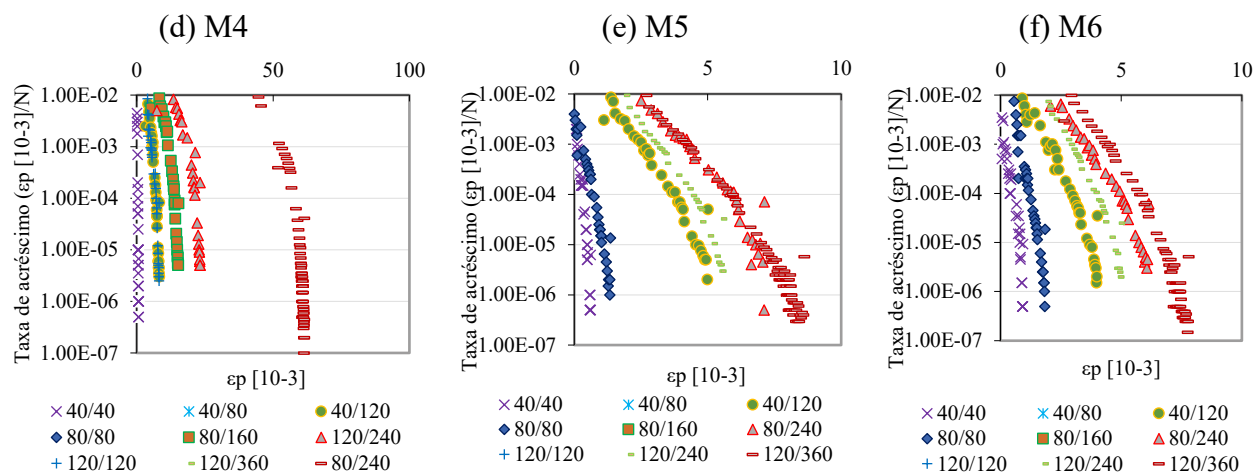 (d) M4
0 50 100
1.00E-02
1.00E-03
1.00E-04
1.00E-05
1.00E-06
1.00E-07
Taxa de acréscimo (εp [10-3]/N)
εp [10-3]
40/40 40/80 40/120
80/80 80/160 120/240
120/120 120/360 80/240
(e) M5
0 5 10
1.00E-02
1.00E-03
1.00E-04
1.00E-05
1.00E-06
1.00E-07
Taxa de acréscimo (εp [10-3]/N)
εp [10-3]
40/40 40/80 40/120
80/80 80/160 80/240
120/120 120/240 120/360
(f) M6
0 5 10
1.00E-02
1.00E-03
1.00E-04
1.00E-05
1.00E-06
1.00E-07
Taxa de acréscimo (εp [10-3]/N)
εp [10-3]
40/40 40/80 40/120
80/80 80/160 80/240
120/120 120/240 120/360